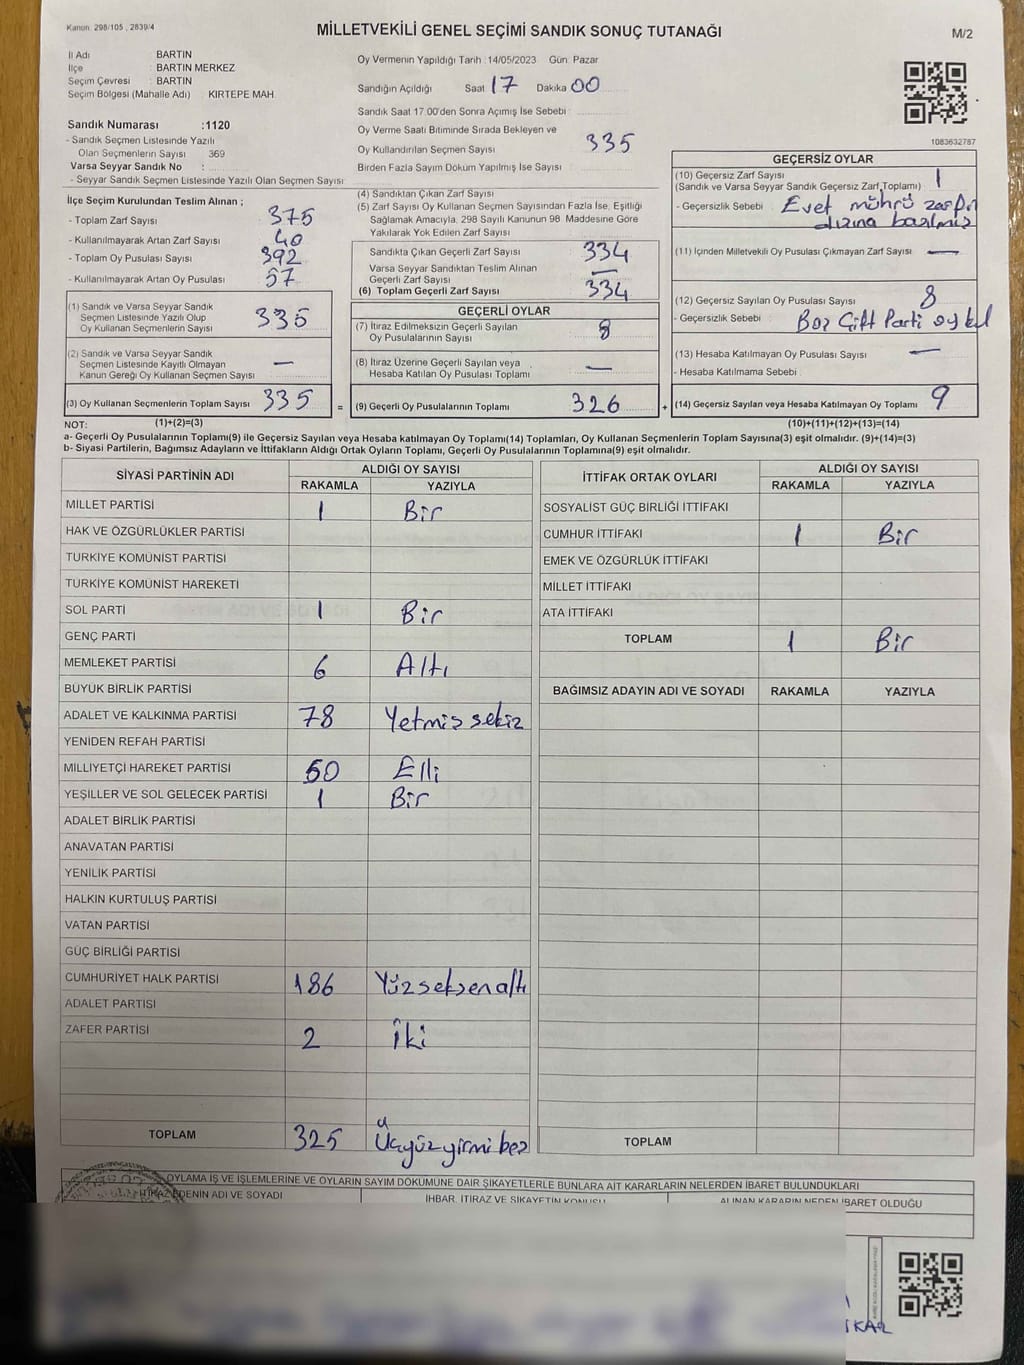 Kanun: 298/105 , 2839/4
MİLLETVEKİLİ GENEL SEÇİMİ SANDIK SONUÇ TUTANAĞI
M/2
İl Adı BARTIN
İlçe BARTIN MERKEZ
Seçim Çevresi : BARTIN
Seçim Bölgesi (Mahalle Adı) KIRTEPE MAH.
Sandık Numarası :1120
- Sandık Seçmen Listesinde Yazılı
Olan Seçmenlerin Sayısı 369
Varsa Seyyar Sandık No :
- Seyyar Sandık Seçmen Listesinde Yazılı Olan Seçmen Sayısı
İlçe Seçim Kurulundan Teslim Alınan ;
- Toplam Zarf Sayısı 375
- Kullanılmayarak Artan Zarf Sayısı 40
- Toplam Oy Pusulası Sayısı 392
- Kullanılmayarak Artan Oy Pusulası 57
(1) Sandık ve Varsa Seyyar Sandık
Seçmen Listesinde Yazılı Olup
Oy Kullanan Seçmenlerin Sayısı 335
(2) Sandık ve Varsa Seyyar Sandık
Seçmen Listesinde Kayıtlı Olmayan
Kanun Gereği Oy Kullanan Seçmen Sayısı —
(3) Oy Kullanan Seçmenlerin Toplam Sayısı 335
Oy Vermenin Yapıldığı Tarih :14/05/2023 Gün: Pazar
Sandığın Açıldığı Saat 17 Dakika 00
Sandık Saat 17.00'den Sonra Açımış İse Sebebi :
Oy Verme Saati Bitiminde Sırada Bekleyen ve
Oy Kullandırılan Seçmen Sayısı 335
Birden Fazla Sayım Döküm Yapılmış İse Sayısı :
(4) Sandıktan Çıkan Zarf Sayısı
(5) Zarf Sayısı Oy Kullanan Seçmen Sayısından Fazla İse, Eşitliği
Sağlamak Amacıyla, 298 Sayılı Kanunun 98. Maddesine Göre
Yakılarak Yok Edilen Zarf Sayısı
Sandıkta Çıkan Geçerli Zarf Sayısı 334
Varsa Seyyar Sandıktan Teslim Alınan
Geçerli Zarf Sayısı —
(6) Toplam Geçerli Zarf Sayısı 334
GEÇERLİ OYLAR
(7) İtiraz Edilmeksizin Geçerli Sayılan
Oy Pusulalarının Sayısı 8
(8) İtiraz Üzerine Geçerli Sayılan veya
Hesaba Katılan Oy Pusulası Toplamı —
= (9) Geçerli Oy Pusulalarının Toplamı 326
1083632787
GEÇERSİZ OYLAR
(10) Geçersiz Zarf Sayısı 1
(Sandık ve Varsa Seyyar Sandık Geçersiz Zarf Toplamı)
- Geçersizlik Sebebi : Evet mührü zarfın
dızına basılmış
(11) İçinden Milletvekili Oy Pusulası Çıkmayan Zarf Sayısı —
(12) Geçersiz Sayılan Oy Pusulası Sayısı 8
- Geçersizlik Sebebi : Boz Çift Parti oy
(13) Hesaba Katılmayan Oy Pusulası Sayısı —
- Hesaba Katılmama Sebebi
+ (14) Geçersiz Sayılan veya Hesaba Katılmayan Oy Toplamı 9
NOT: (1)+(2)=(3) (10)+(11)+(12)+(13)=(14)
a- Geçerli Oy Pusulalarının Toplamı(9) ile Geçersiz Sayılan veya Hesaba katılmayan Oy Toplamı(14) Toplamları, Oy Kullanan Seçmenlerin Toplam Sayısına(3) eşit olmalıdır. (9)+(14)=(3)
b- Siyasi Partilerin, Bağımsız Adayların ve İttifakların Aldığı Ortak Oyların Toplamı, Geçerli Oy Pusulalarının Toplamına(9) eşit olmalıdır.
SİYASİ PARTİNİN ADI ALDIĞI OY SAYISI
RAKAMLA YAZIYLA
MİLLET PARTİSİ 1 Bir
HAK VE ÖZGÜRLÜKLER PARTİSİ
TÜRKİYE KOMÜNİST PARTİSİ
TÜRKİYE KOMÜNİST HAREKETİ
SOL PARTİ 1 Bir
GENÇ PARTİ
MEMLEKET PARTİSİ 6 Altı
BÜYÜK BİRLİK PARTİSİ
ADALET VE KALKINMA PARTİSİ 78 Yetmiş sekiz
YENİDEN REFAH PARTİSİ
MİLLİYETÇİ HAREKET PARTİSİ 50 Elli
YEŞİLLER VE SOL GELECEK PARTİSİ 1 Bir
ADALET BİRLİK PARTİSİ
ANAVATAN PARTİSİ
YENİLİK PARTİSİ
HALKIN KURTULUŞ PARTİSİ
VATAN PARTİSİ
GÜÇ BİRLİĞİ PARTİSİ
CUMHURİYET HALK PARTİSİ 186 Yüzseksenaltı
ADALET PARTISI
ZAFER PARTİSİ 2 İki
TOPLAM 325 Üçyüzyirmi beş
İTTİFAK ORTAK OYLARI ALDIĞI OY SAYISI
RAKAMLA YAZIYLA
SOSYALİST GÜÇ BİRLİĞİ İTTİFAKI
CUMHUR İTTİFAKI 1 Bir
EMEK VE ÖZGÜRLÜK İTTİFAKI
MİLLET İTTİFAKI
ATA İTTİFAKI
TOPLAM 1 Bir
BAĞIMSIZ ADAYIN ADI VE SOYADI RAKAMLA YAZIYLA
TOPLAM
OYLAMA İŞ VE İŞLEMLERİNE VE OYLARIN SAYIM DÖKÜMÜNE DAİR ŞİKAYETLERLE BUNLARA AİT KARARLARIN NELERDEN İBARET BULUNDUKLARI
İTİRAZ EDENİN ADI VE SOYADI İHBAR, İTİRAZ VE ŞİKAYETİN KONUSU ALINAN KARARIN NEDEN İBARET OLDUĞU